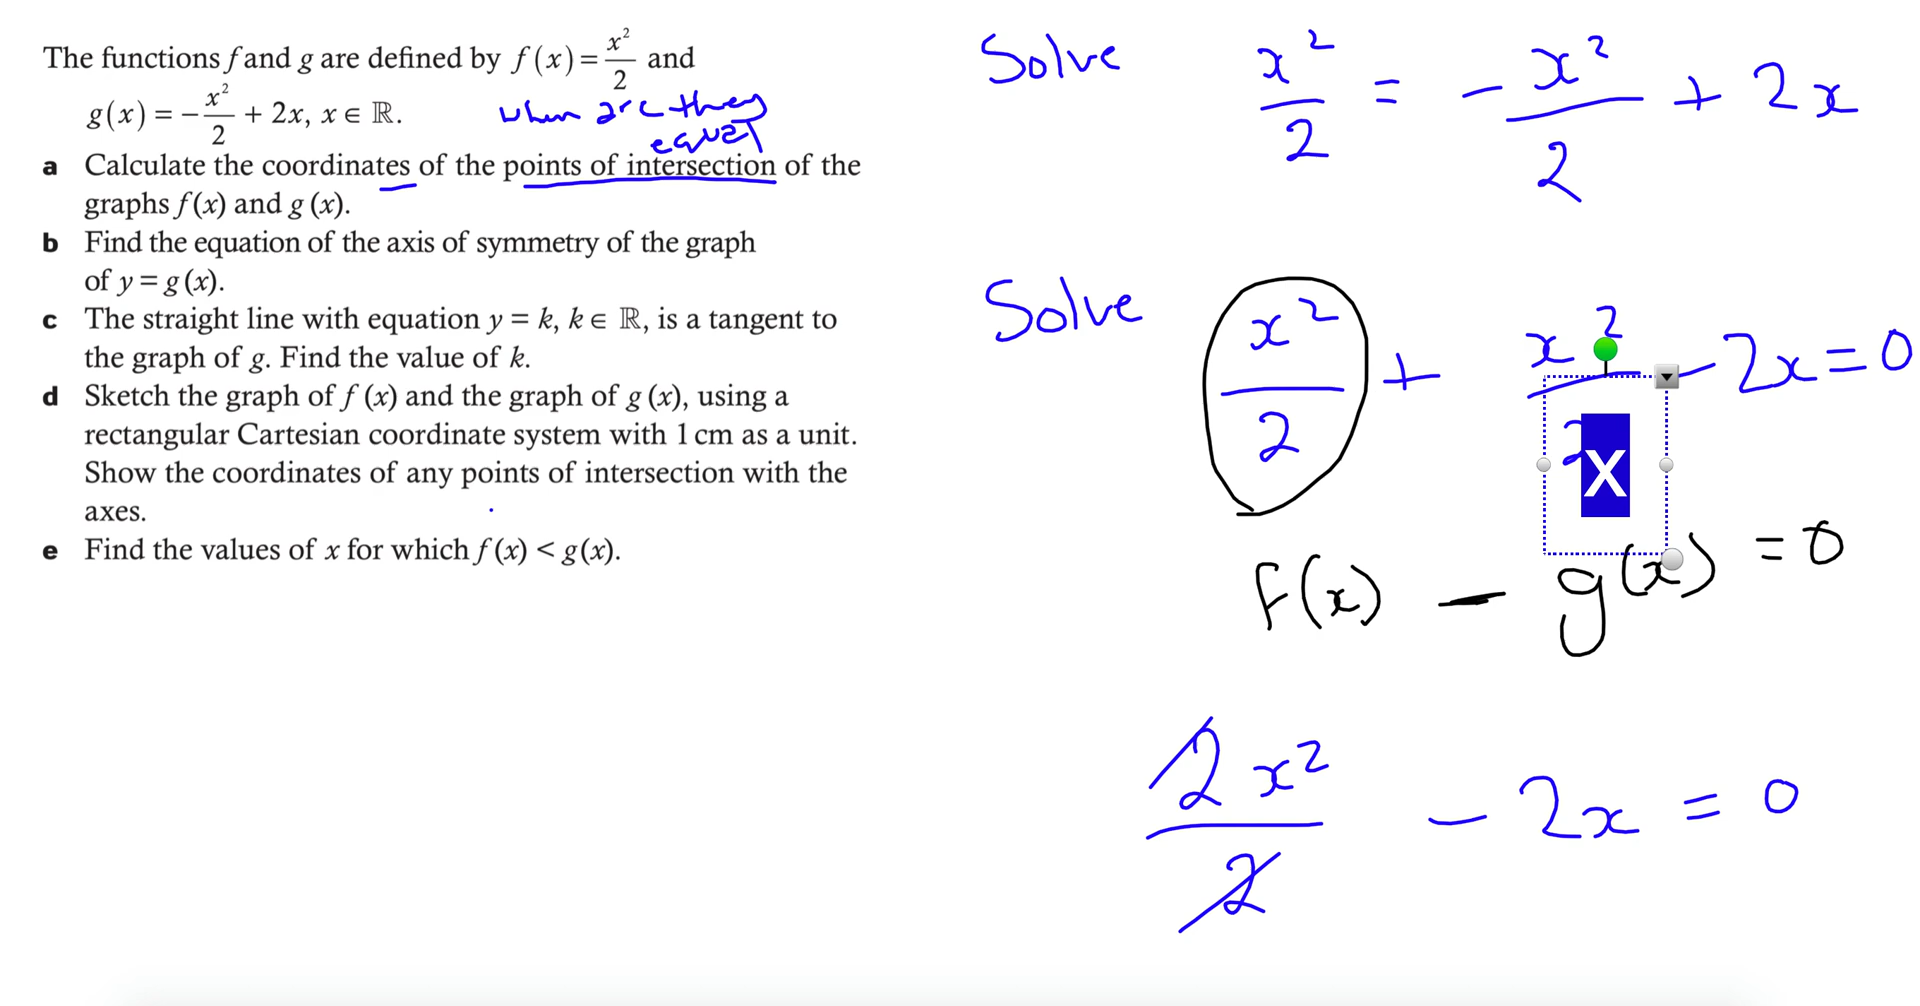 The functions f and g are defined by f(x) = x²/2 and
g(x) = −x²/2 + 2x, x ∈ ℝ.
when are they
equal
a Calculate the coordinates of the points of intersection of the
graphs f(x) and g (x).
b Find the equation of the axis of symmetry of the graph
of y = g (x).
c The straight line with equation y = k, k ∈ ℝ, is a tangent to
the graph of g. Find the value of k.
d Sketch the graph of f (x) and the graph of g (x), using a
rectangular Cartesian coordinate system with 1 cm as a unit.
Show the coordinates of any points of intersection with the
axes.
e Find the values of x for which f (x) < g(x).
Solve x²/2 = −x²/2 + 2x
Solve x²/2 + x²/2 − 2x = 0
X
f(x) − g(x) = 0
2x²/2 − 2x = 0